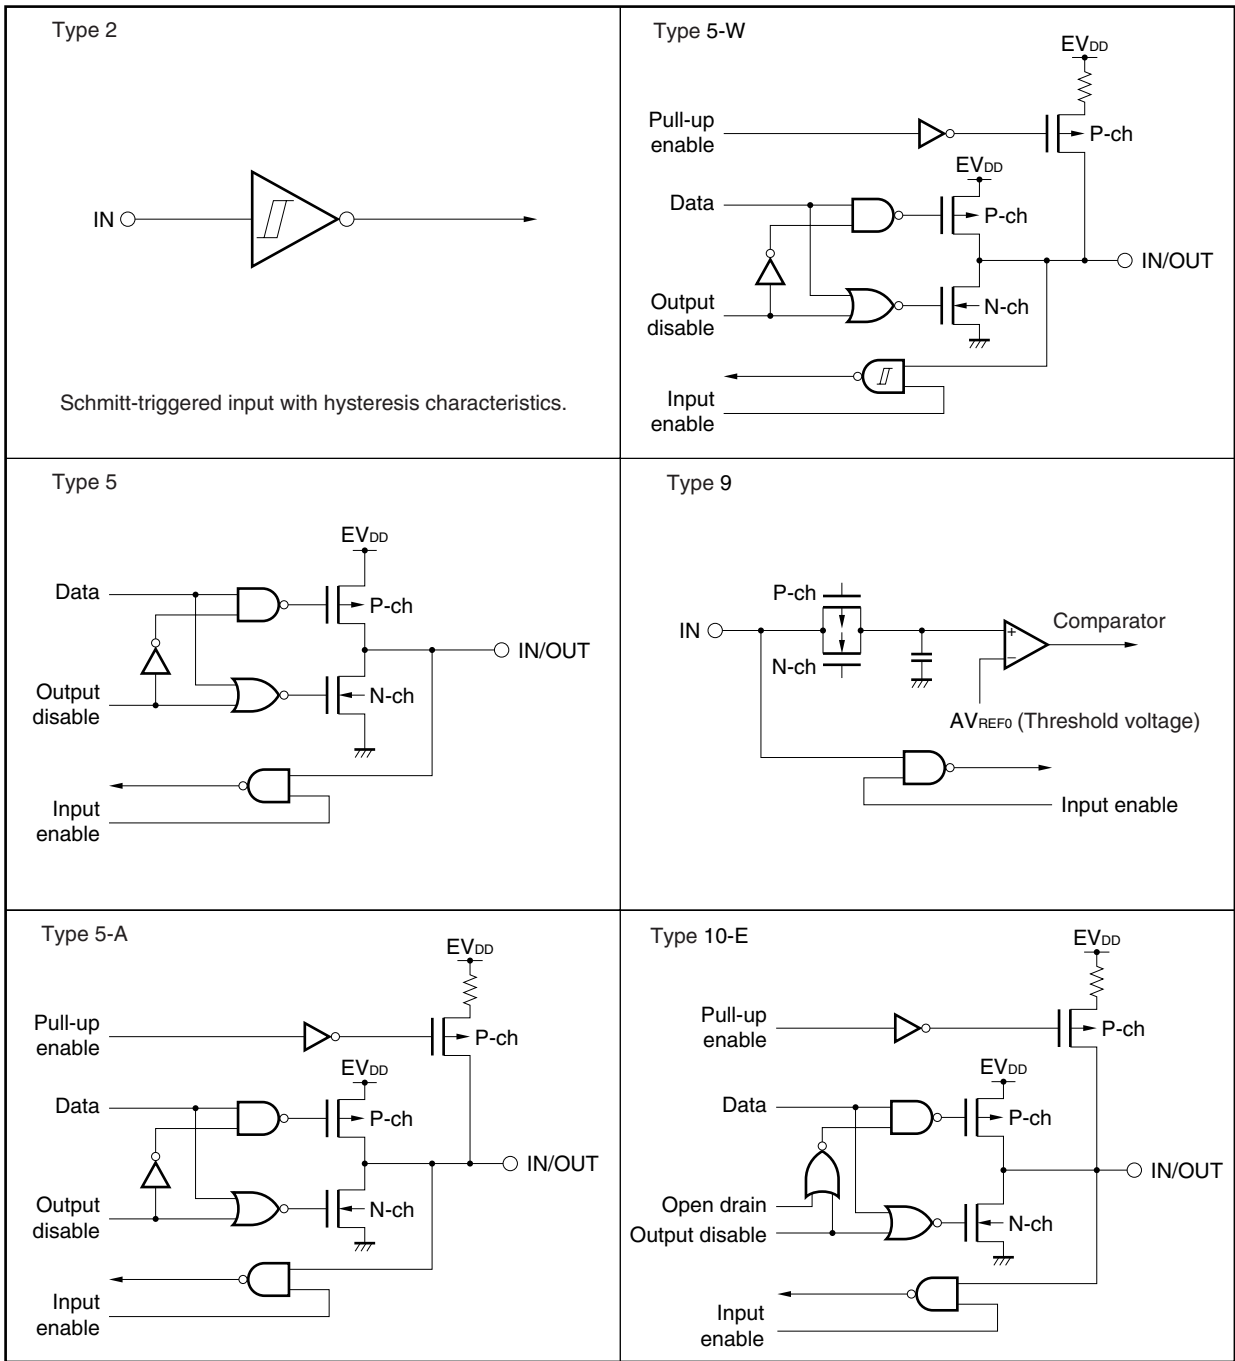 Type 2
IN
Schmitt-triggered input with hysteresis characteristics.
Type 5-W
EVDD
Pull-up
enable
P-ch
EVDD
Data
P-ch
IN/OUT
Output
disable
N-ch
Input
enable
Type 5
EVDD
Data
P-ch
IN/OUT
Output
disable
N-ch
Input
enable
Type 9
P-ch
IN
N-ch
Comparator
AVREF0 (Threshold voltage)
Input enable
Type 5-A
EVDD
Pull-up
enable
P-ch
EVDD
Data
P-ch
IN/OUT
Output
disable
N-ch
Input
enable
Type 10-E
EVDD
Pull-up
enable
P-ch
EVDD
Data
P-ch
IN/OUT
Open drain
Output disable
N-ch
Input
enable